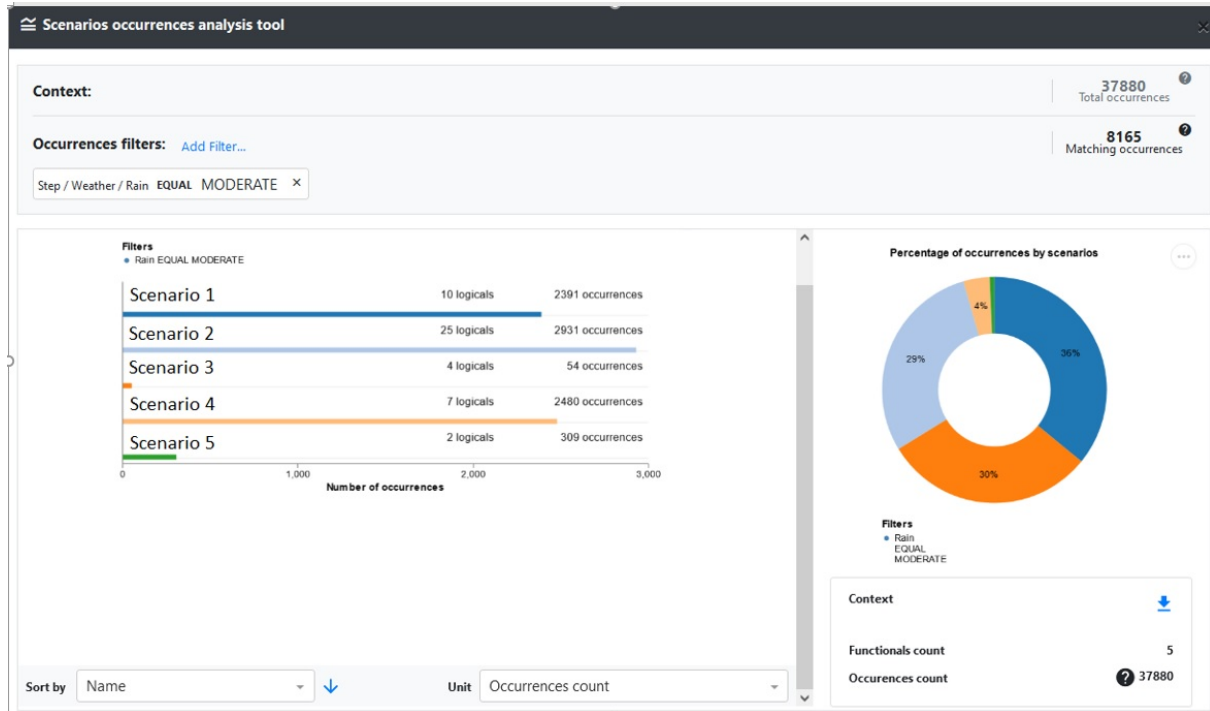 Scenarios occurrences analysis tool
Context:
37880
Total occurrences
Occurrences filters: Add Filter...
8165
Matching occurrences
Step / Weather / Rain EQUAL MODERATE ×
Filters
Rain EQUAL MODERATE
Scenario 1 10 logicals 2391 occurrences
Scenario 2 25 logicals 2931 occurrences
Scenario 3 4 logicals 54 occurrences
Scenario 4 7 logicals 2480 occurrences
Scenario 5 2 logicals 309 occurrences
0 1,000 2,000 3,000
Number of occurrences
Percentage of occurrences by scenarios
4%
36%
29%
30%
Filters
Rain
EQUAL
MODERATE
Context
Functionals count 5
Occurences count ? 37880
Sort by Name Unit Occurrences count